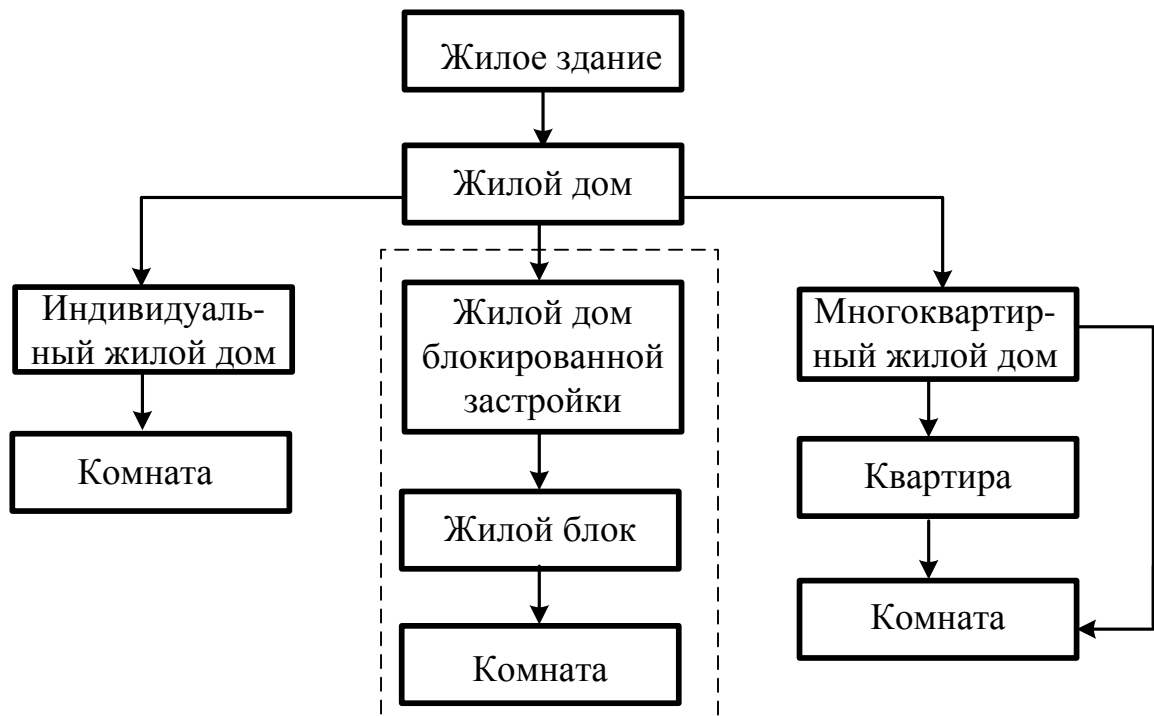 Жилое здание
Жилой дом
Индивидуаль-
ный жилой дом
Комната
Жилой дом
блокированной
застройки
Жилой блок
Комната
Многоквартир-
ный жилой дом
Квартира
Комната